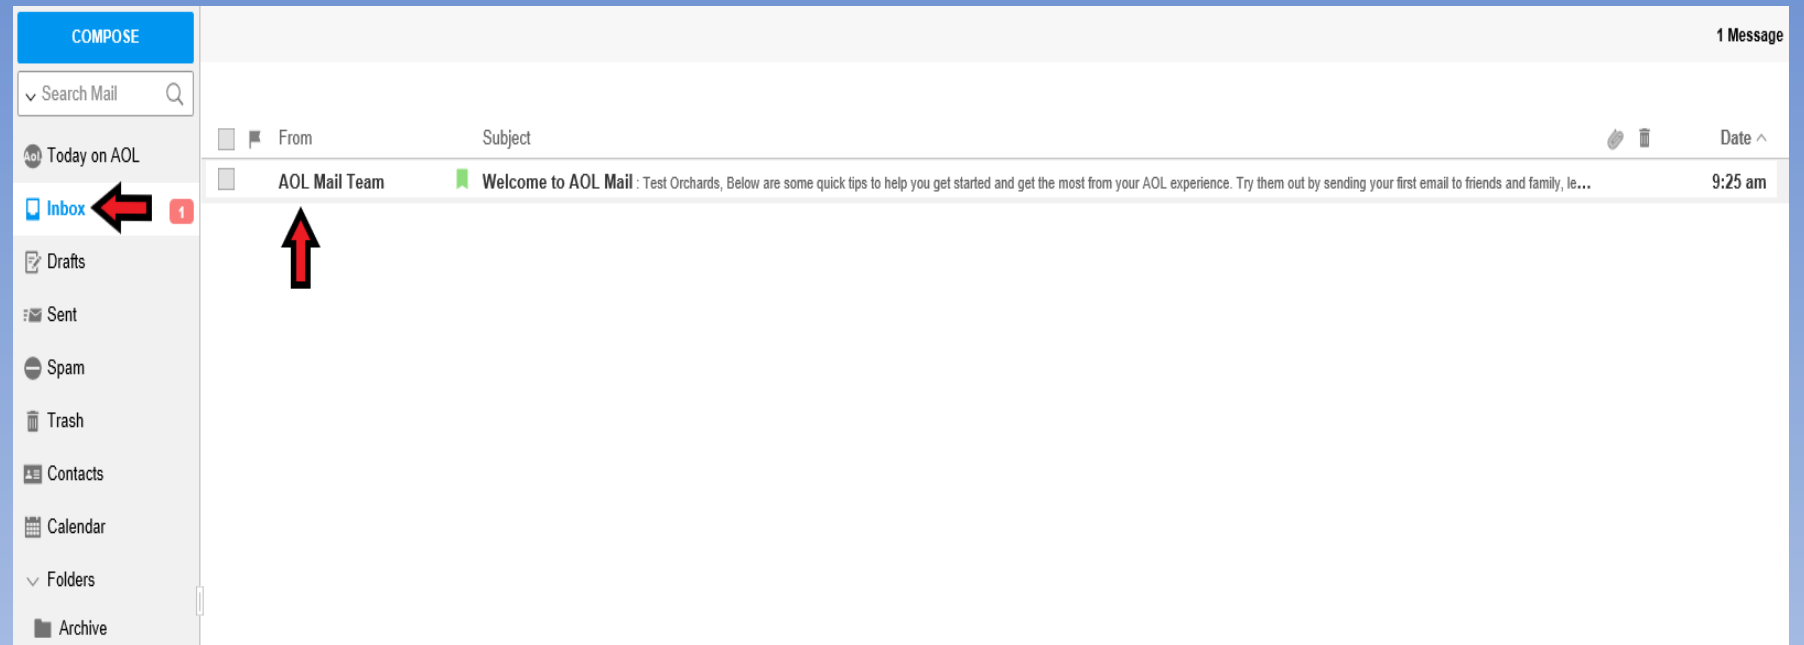 COMPOSE
1 Message
Search Mail
From Subject Date
Aol. Today on AOL
AOL Mail Team Welcome to AOL Mail : Test Orchards, Below are some quick tips to help you get started and get the most from your AOL experience. Try them out by sending your first email to friends and family, le... 9:25 am
Inbox 1
Drafts
Sent
Spam
Trash
Contacts
Calendar
Folders
Archive